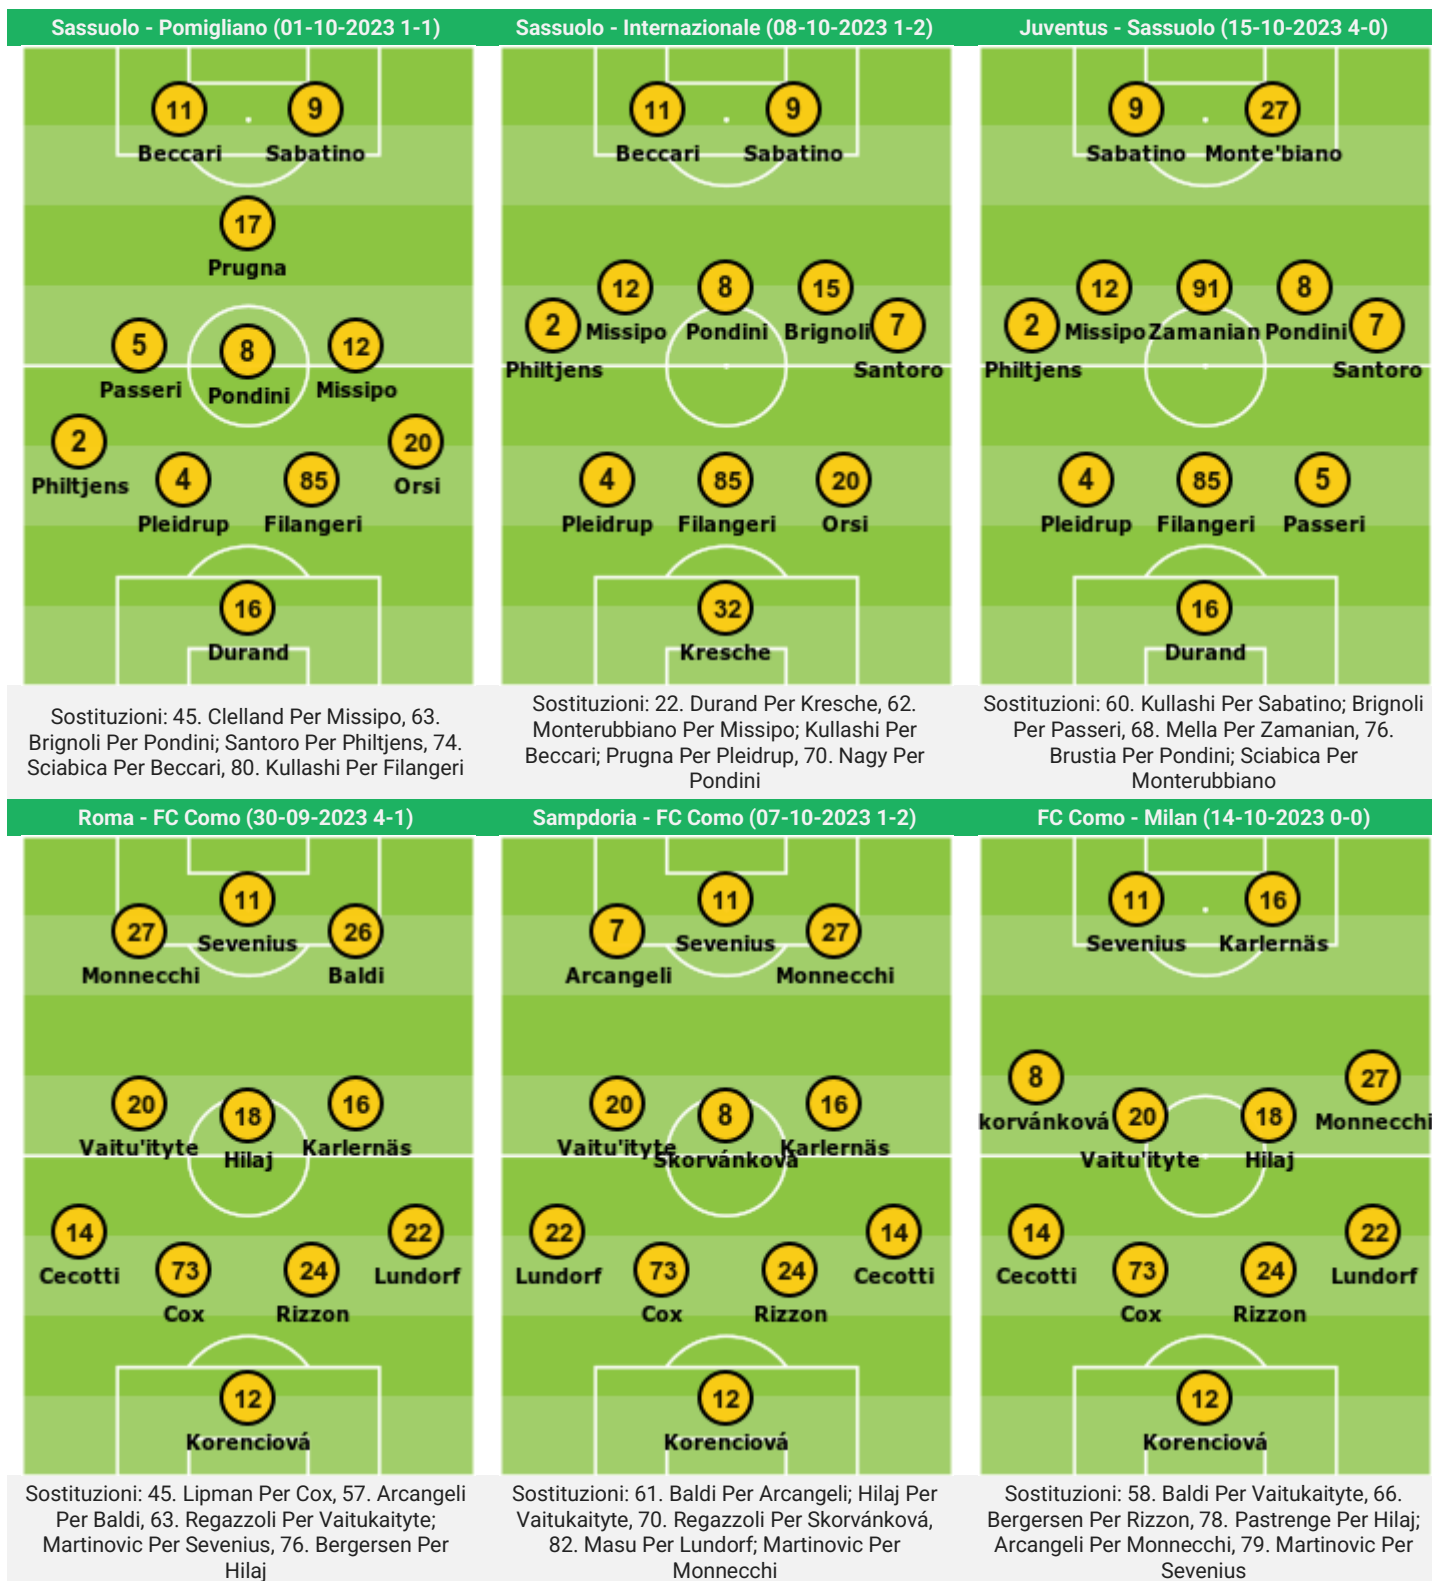 Sassuolo - Pomigliano (01-10-2023 1-1)
11
9
Beccari
Sabatino
17
Prugna
5
8
12
Passeri
Pondini
Missipo
2
20
Philtjens
4
85
Orsi
Pleidrup
Filangeri
16
Durand
Sostituzioni: 45. Clelland Per Missipo, 63.
Brignoli Per Pondini; Santoro Per Philtjens, 74.
Sciabica Per Beccari, 80. Kullashi Per Filangeri
Sassuolo - Internazionale (08-10-2023 1-2)
11
9
Beccari
Sabatino
12
8
15
2
Missipo
Pondini
Brignoli
7
Philtjens
Santoro
4
85
20
Pleidrup
Filangeri
Orsi
32
Kresche
Sostituzioni: 22. Durand Per Kresche, 62.
Monterubbiano Per Missipo; Kullashi Per
Beccari; Prugna Per Pleidrup, 70. Nagy Per
Pondini
Juventus - Sassuolo (15-10-2023 4-0)
9
27
Sabatino
Monte'biano
12
91
8
2
Missipo
Zamanian
Pondini
7
Philtjens
Santoro
4
85
5
Pleidrup
Filangeri
Passeri
16
Durand
Sostituzioni: 60. Kullashi Per Sabatino; Brignoli
Per Passeri, 68. Mella Per Zamanian, 76.
Brustia Per Pondini; Sciabica Per
Monterubbiano
Roma - FC Como (30-09-2023 4-1)
11
27
Sevenius
26
Monnecchi
Baldi
20
18
16
Vaitu'ityte
Hilaj
Karlernäs
14
22
Cecotti
73
24
Lundorf
Cox
Rizzon
12
Korenciová
Sostituzioni: 45. Lipman Per Cox, 57. Arcangeli
Per Baldi, 63. Regazzoli Per Vaitukaityte;
Martinovic Per Sevenius, 76. Bergersen Per
Hilaj
Sampdoria - FC Como (07-10-2023 1-2)
11
7
Sevenius
27
Arcangeli
Monnecchi
20
8
16
Vaitu'ityte
Skorvánková
Karlernäs
22
14
Lundorf
73
24
Cecotti
Cox
Rizzon
12
Korenciová
Sostituzioni: 61. Baldi Per Arcangeli; Hilaj Per
Vaitukaityte, 70. Regazzoli Per Skorvánková,
82. Masu Per Lundorf; Martinovic Per
Monnecchi
FC Como - Milan (14-10-2023 0-0)
11
16
Sevenius
Karlernäs
8
27
korvánková
20
18
Monnecchi
Vaitu'ityte
Hilaj
14
22
Cecotti
73
24
Lundorf
Cox
Rizzon
12
Korenciová
Sostituzioni: 58. Baldi Per Vaitukaityte, 66.
Bergersen Per Rizzon, 78. Pastrenge Per Hilaj;
Arcangeli Per Monnecchi, 79. Martinovic Per
Sevenius